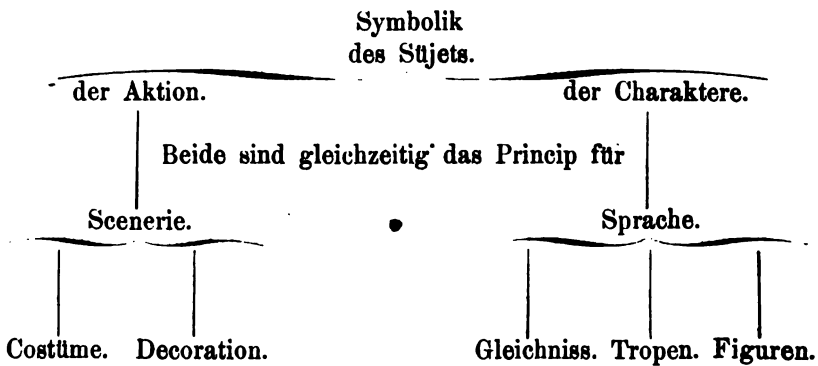 Symbolik
des Süjets.
der Aktion. der Charaktere.
Beide sind gleichzeitig das Princip für
Scenerie. Sprache.
Costüme. Decoration. Gleichniss. Tropen. Figuren.